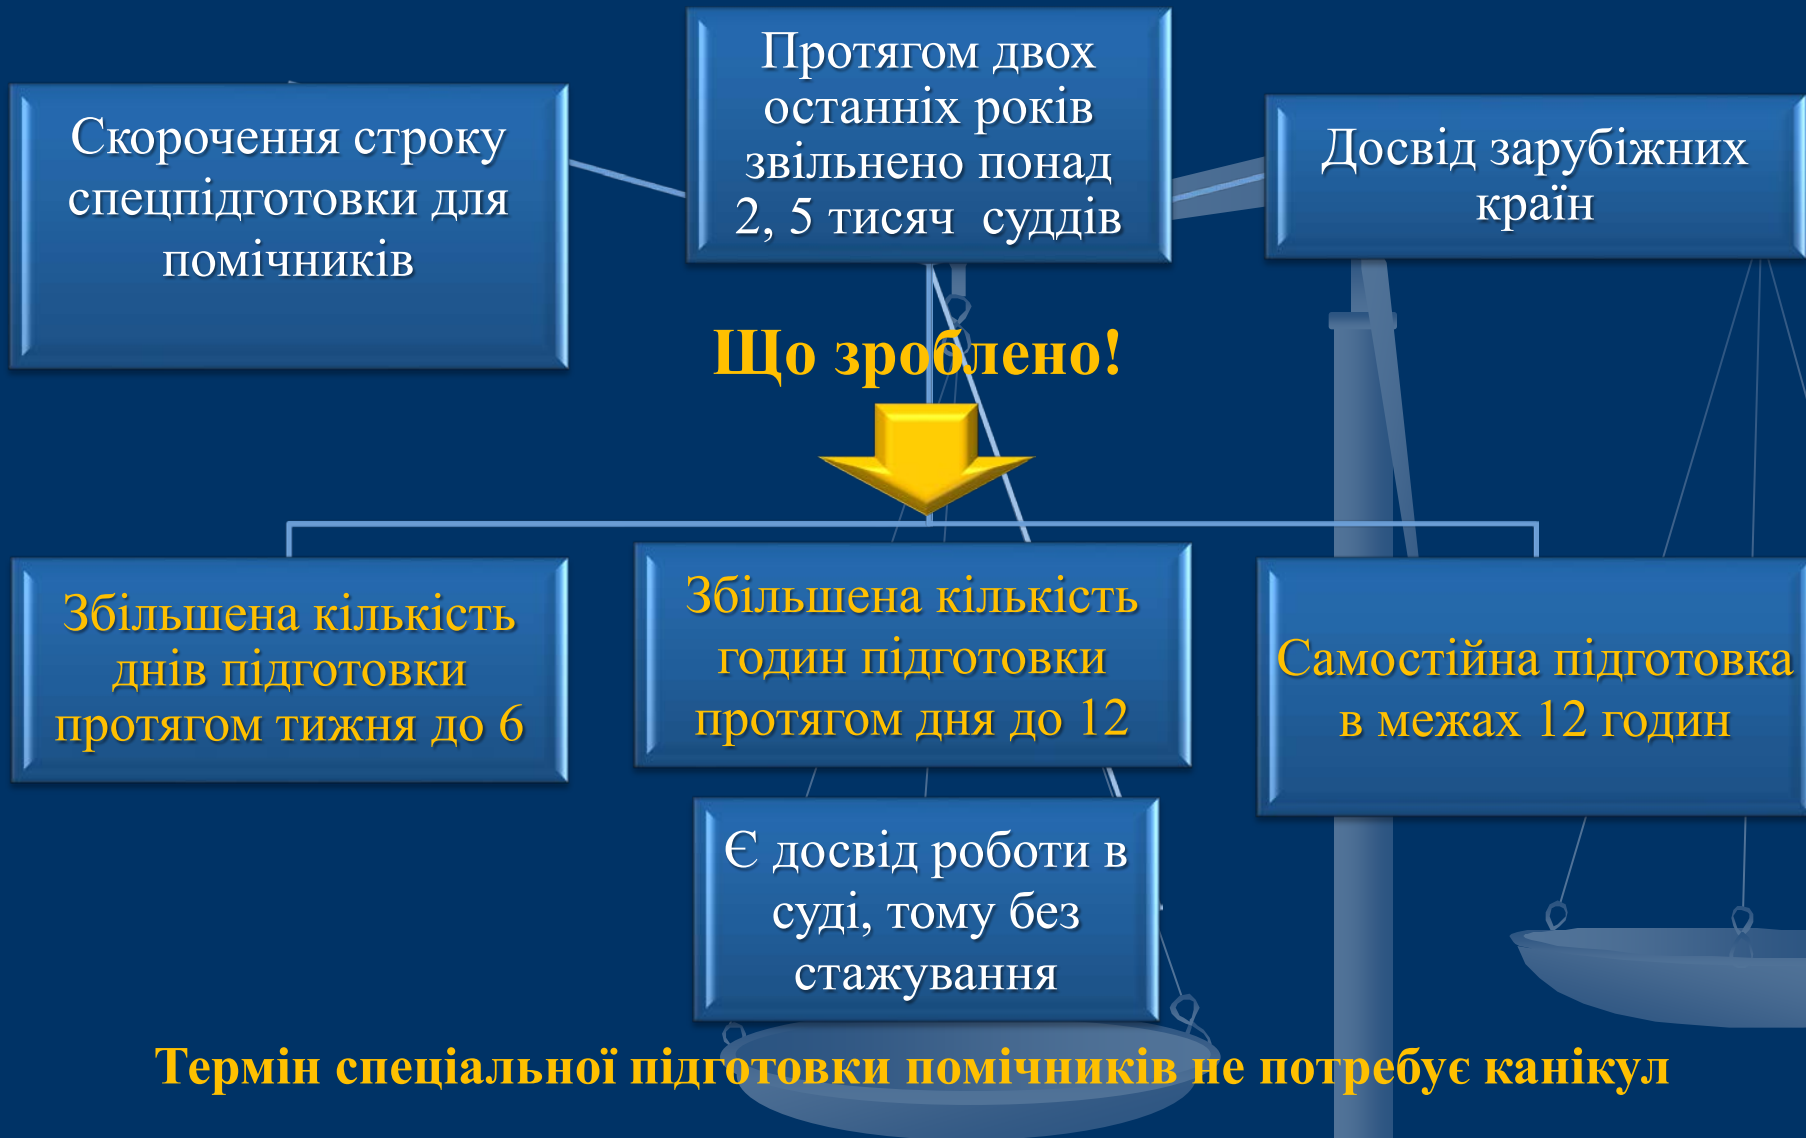 Скорочення строку
спецпідготовки для
помічників
Протягом двох
останніх років
звільнено понад
2, 5 тисяч суддів
Досвід зарубіжних
країн
Що зроблено!
Збільшена кількість
днів підготовки
протягом тижня до 6
Збільшена кількість
годин підготовки
протягом дня до 12
Самостійна підготовка
в межах 12 годин
Є досвід роботи в
суді, тому без
стажування
Термін спеціальної підготовки помічників не потребує канікул